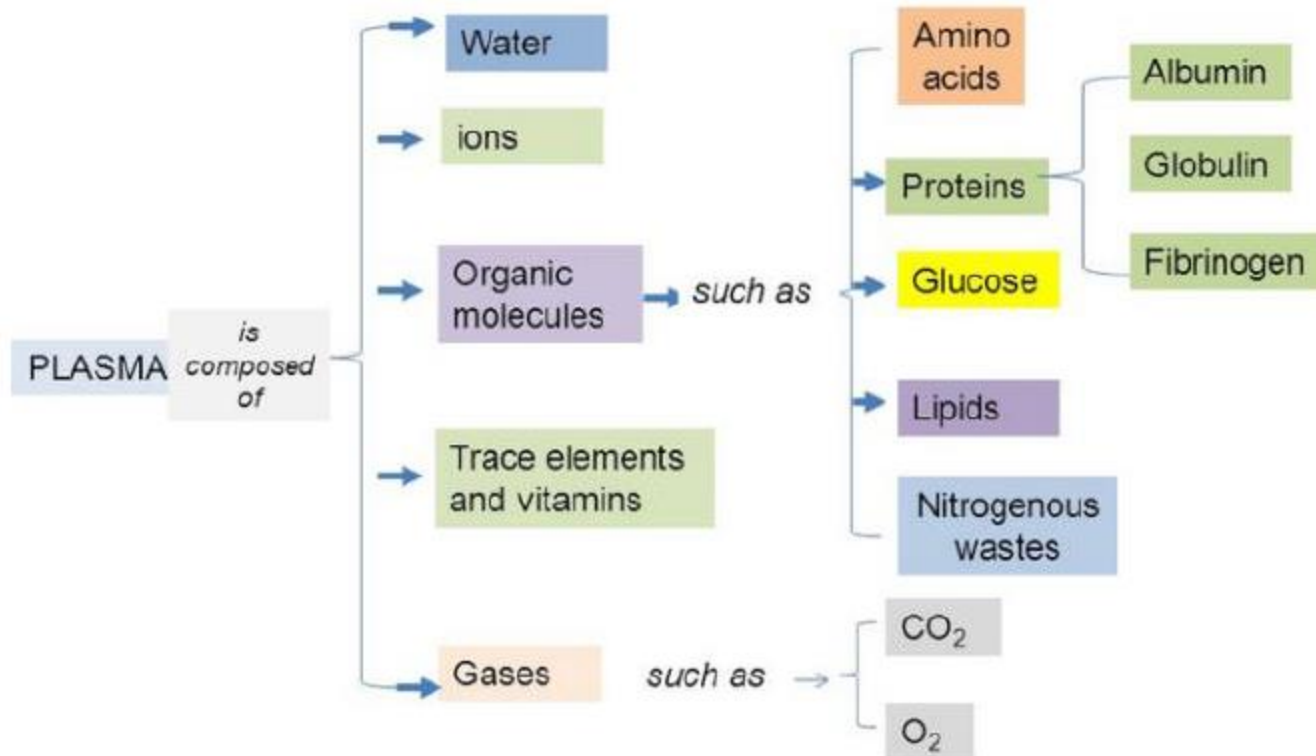 PLASMA
is
composed
of
Water
ions
Organic
molecules
such as
Amino
acids
Proteins
Albumin
Globulin
Fibrinogen
Glucose
Lipids
Nitrogenous
wastes
Trace elements
and vitamins
Gases
such as
CO₂
O₂